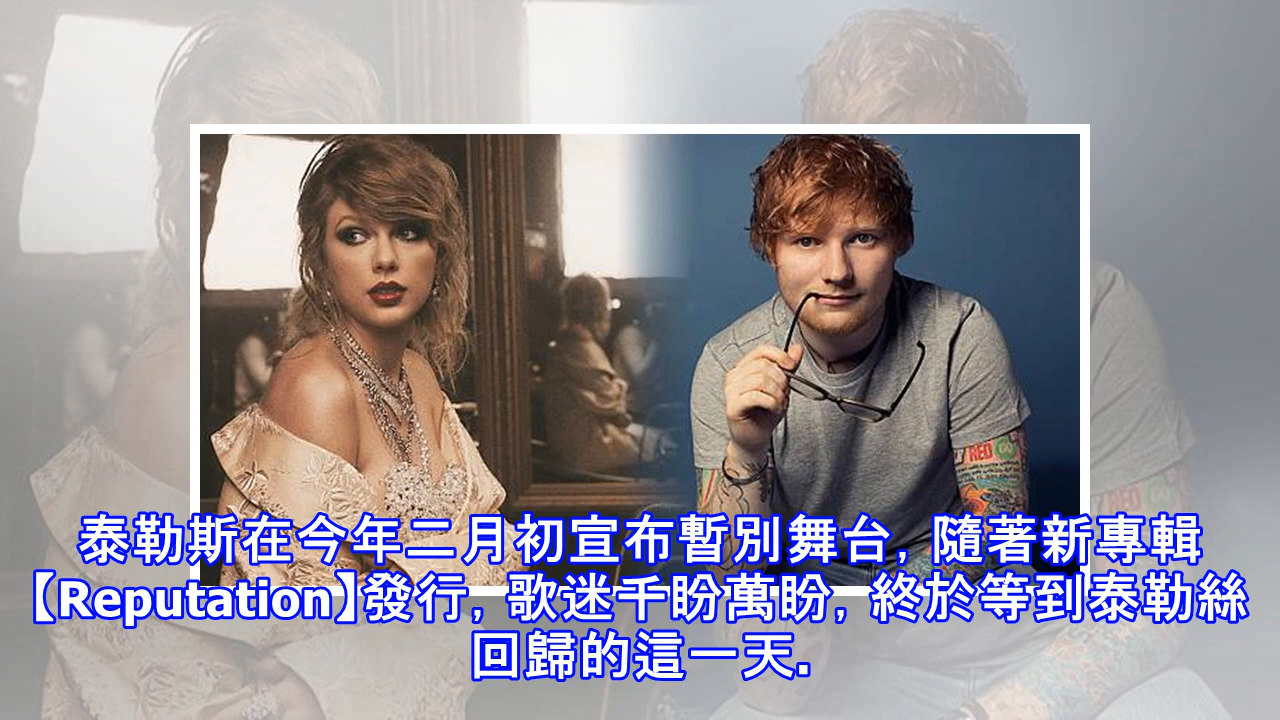 泰勒斯在今年二月初宣布暫別舞台, 隨著新專輯
【Reputation】發行, 歌迷千盼萬盼, 終於等到泰勒絲
回歸的這一天.
RED